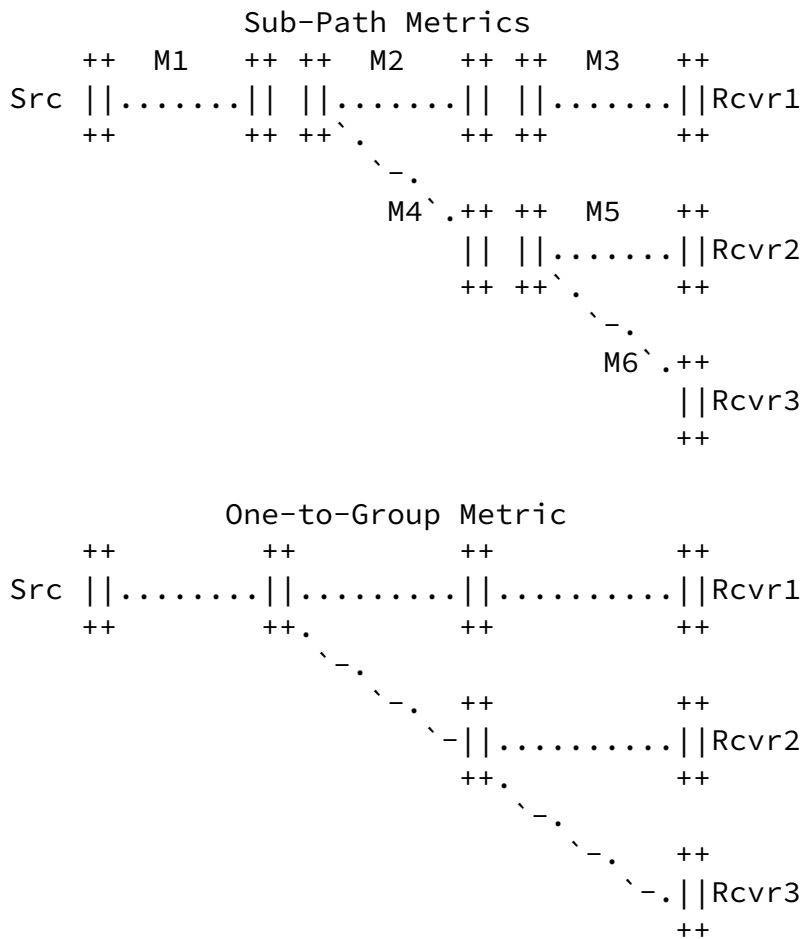 Sub-Path Metrics
        ++  M1   ++ ++  M2   ++ ++  M3   ++
    Src ||.......|| ||.......|| ||.......||Rcvr1
        ++       ++ ++`.     ++ ++       ++
                        `-.
                         M4`.++ ++  M5   ++
                             || ||.......||Rcvr2
                             ++ ++`.     ++
                                    `-.
                                     M6`.++
                                         ||Rcvr3
                                         ++

                   One-to-Group Metric
        ++        ++         ++          ++
    Src ||........||.........||..........||Rcvr1
        ++        ++.        ++          ++
                     `-.
                        `-.  ++          ++
                           `-||..........||Rcvr2
                             ++.         ++
                                `-.
                                   `-.   ++
                                      `-.||Rcvr3
                                         ++